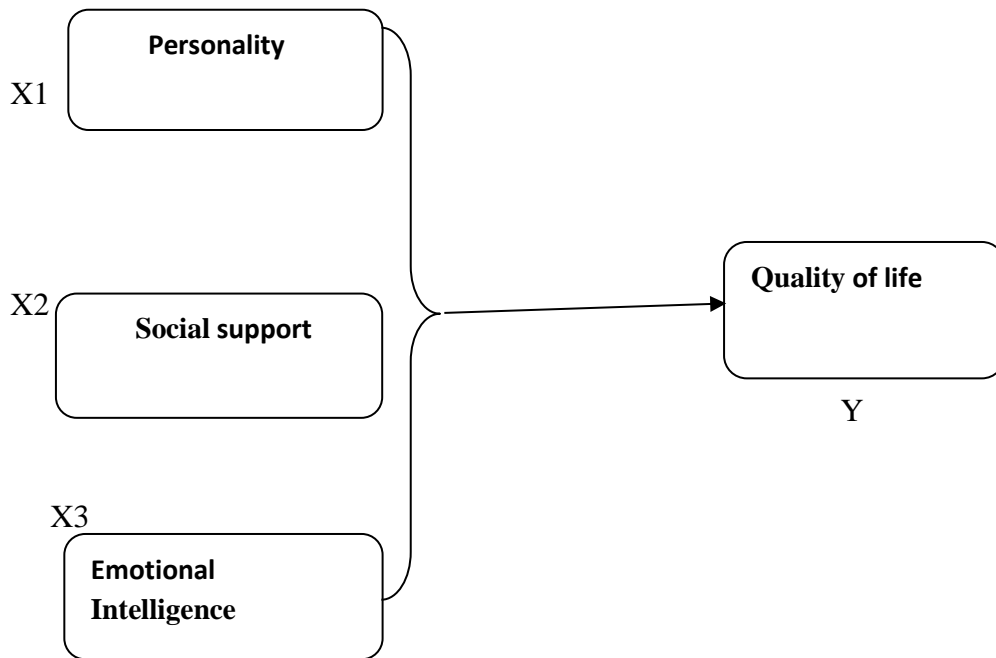 Personality
X1
X2
Social support
Quality of life
Y
X3
Emotional
Intelligence